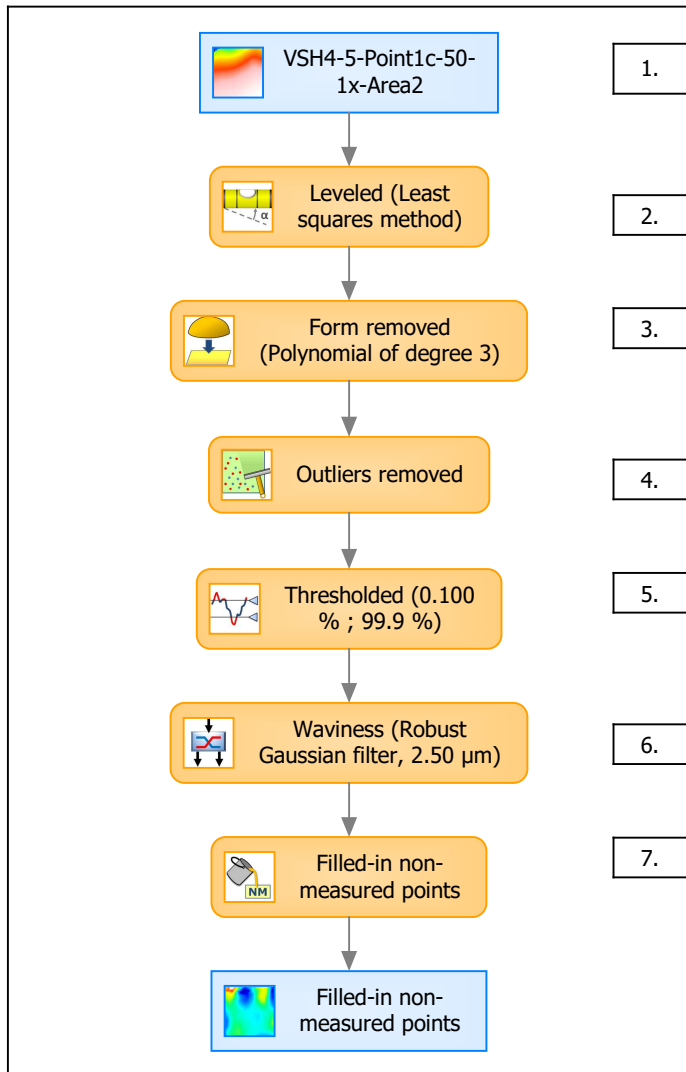 VSH4-5-Point1c-50-
1x-Area2
1.
α
Leveled (Least
squares method)
2.
Form removed
(Polynomial of degree 3)
3.
Outliers removed
4.
Thresholded (0.100
% ; 99.9 %)
5.
Waviness (Robust
Gaussian filter, 2.50 µm)
6.
Filled-in non-
measured points
7.
NM
Filled-in non-
measured points